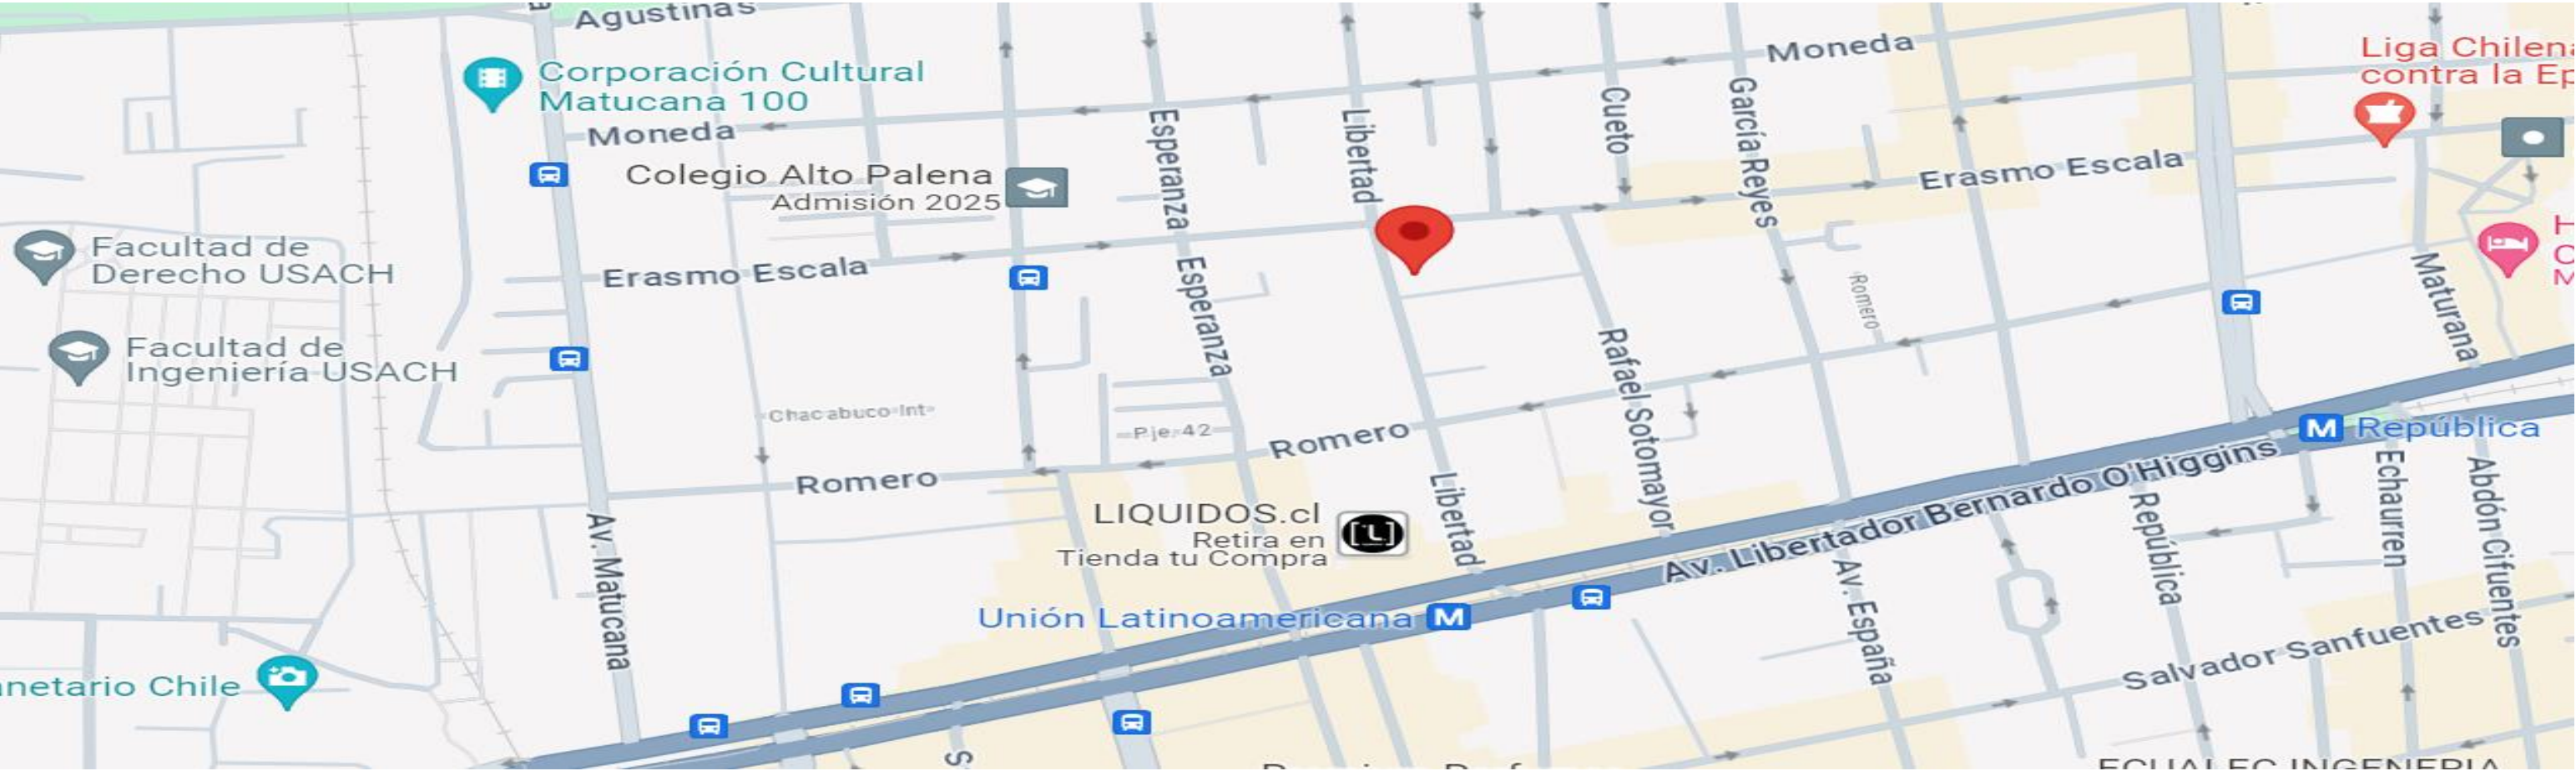 Agustinas
Corporación Cultural
Matucana 100
Moneda
Moneda
Liga Chilena
contra la Ep
Colegio Alto Palena
Admisión 2025
Esperanza
Libertad
Cueto
García Reyes
Erasmo Escala
Facultad de
Derecho USACH
Erasmo Escala
Esperanza
Romero
Maturana
H
C
M
Facultad de
Ingeniería USACH
Rafael Sotomayor
Chacabuco Int
Pje. 42
Romero
Romero
República
Libertad
LIQUIDOS.cl
Retira en
Tienda tu Compra
[L]
Av. Matucana
Av. Libertador Bernardo O'Higgins
República
Echaurren
Abdón Cifuentes
M
Unión Latinoamericana M
Av. España
Salvador Sanfuentes
anetario Chile
S
ECUALEC INGENIERIA